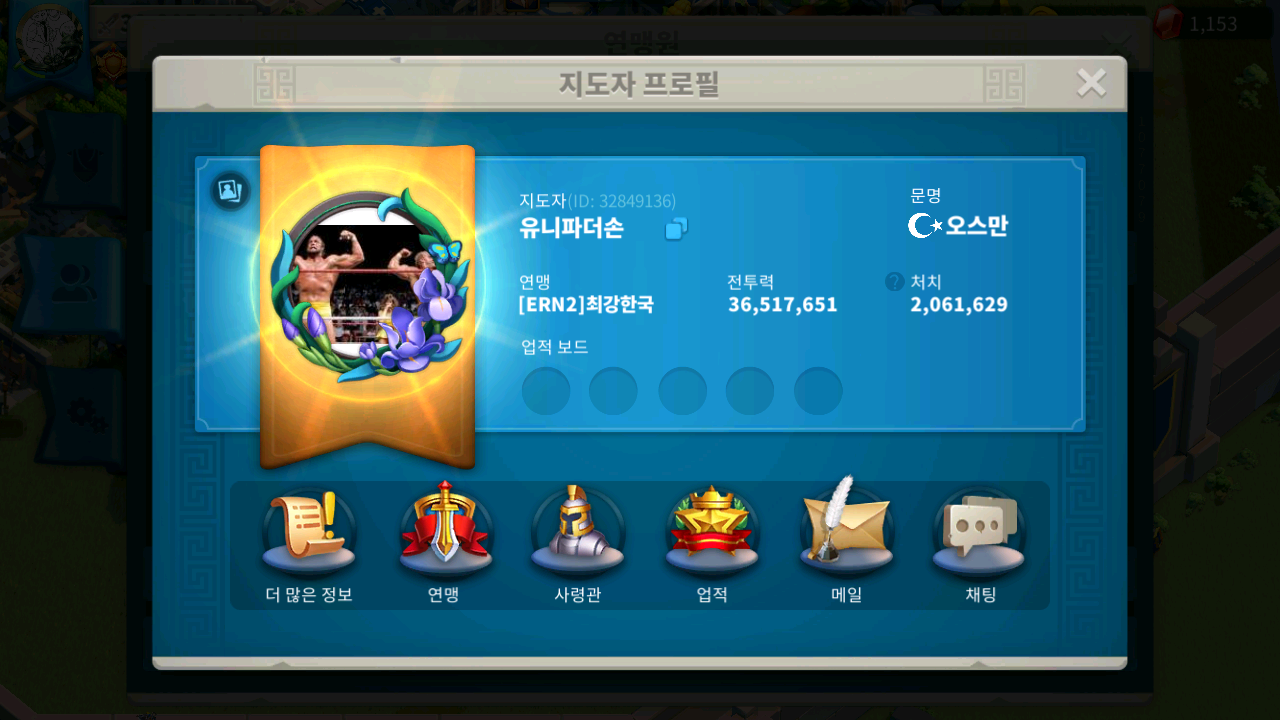 1,153
연맹원
지도자 프로필
지도자(ID: 32849136)
유니파더손
문명
오스만
연맹
[ERN2]최강한국
전투력
36,517,651
? 처치
2,061,629
업적 보드
더 많은 정보
연맹
사령관
업적
메일
채팅